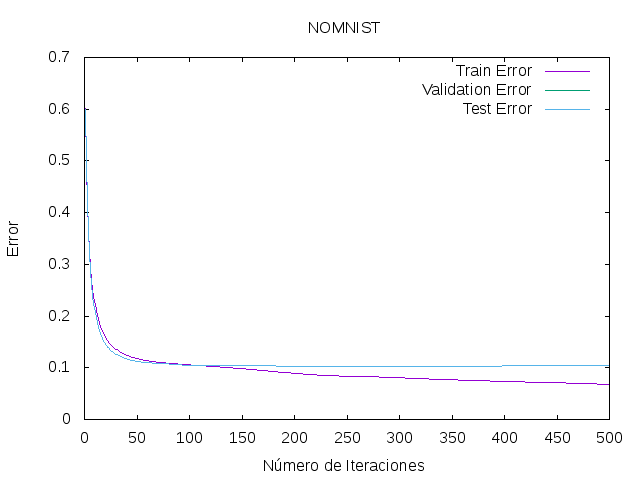 NOMNIST
Train Error
Validation Error
Test Error
0.7
0.6
0.5
0.4
0.3
0.2
0.1
0
Error
0 50 100 150 200 250 300 350 400 450 500
Número de Iteraciones